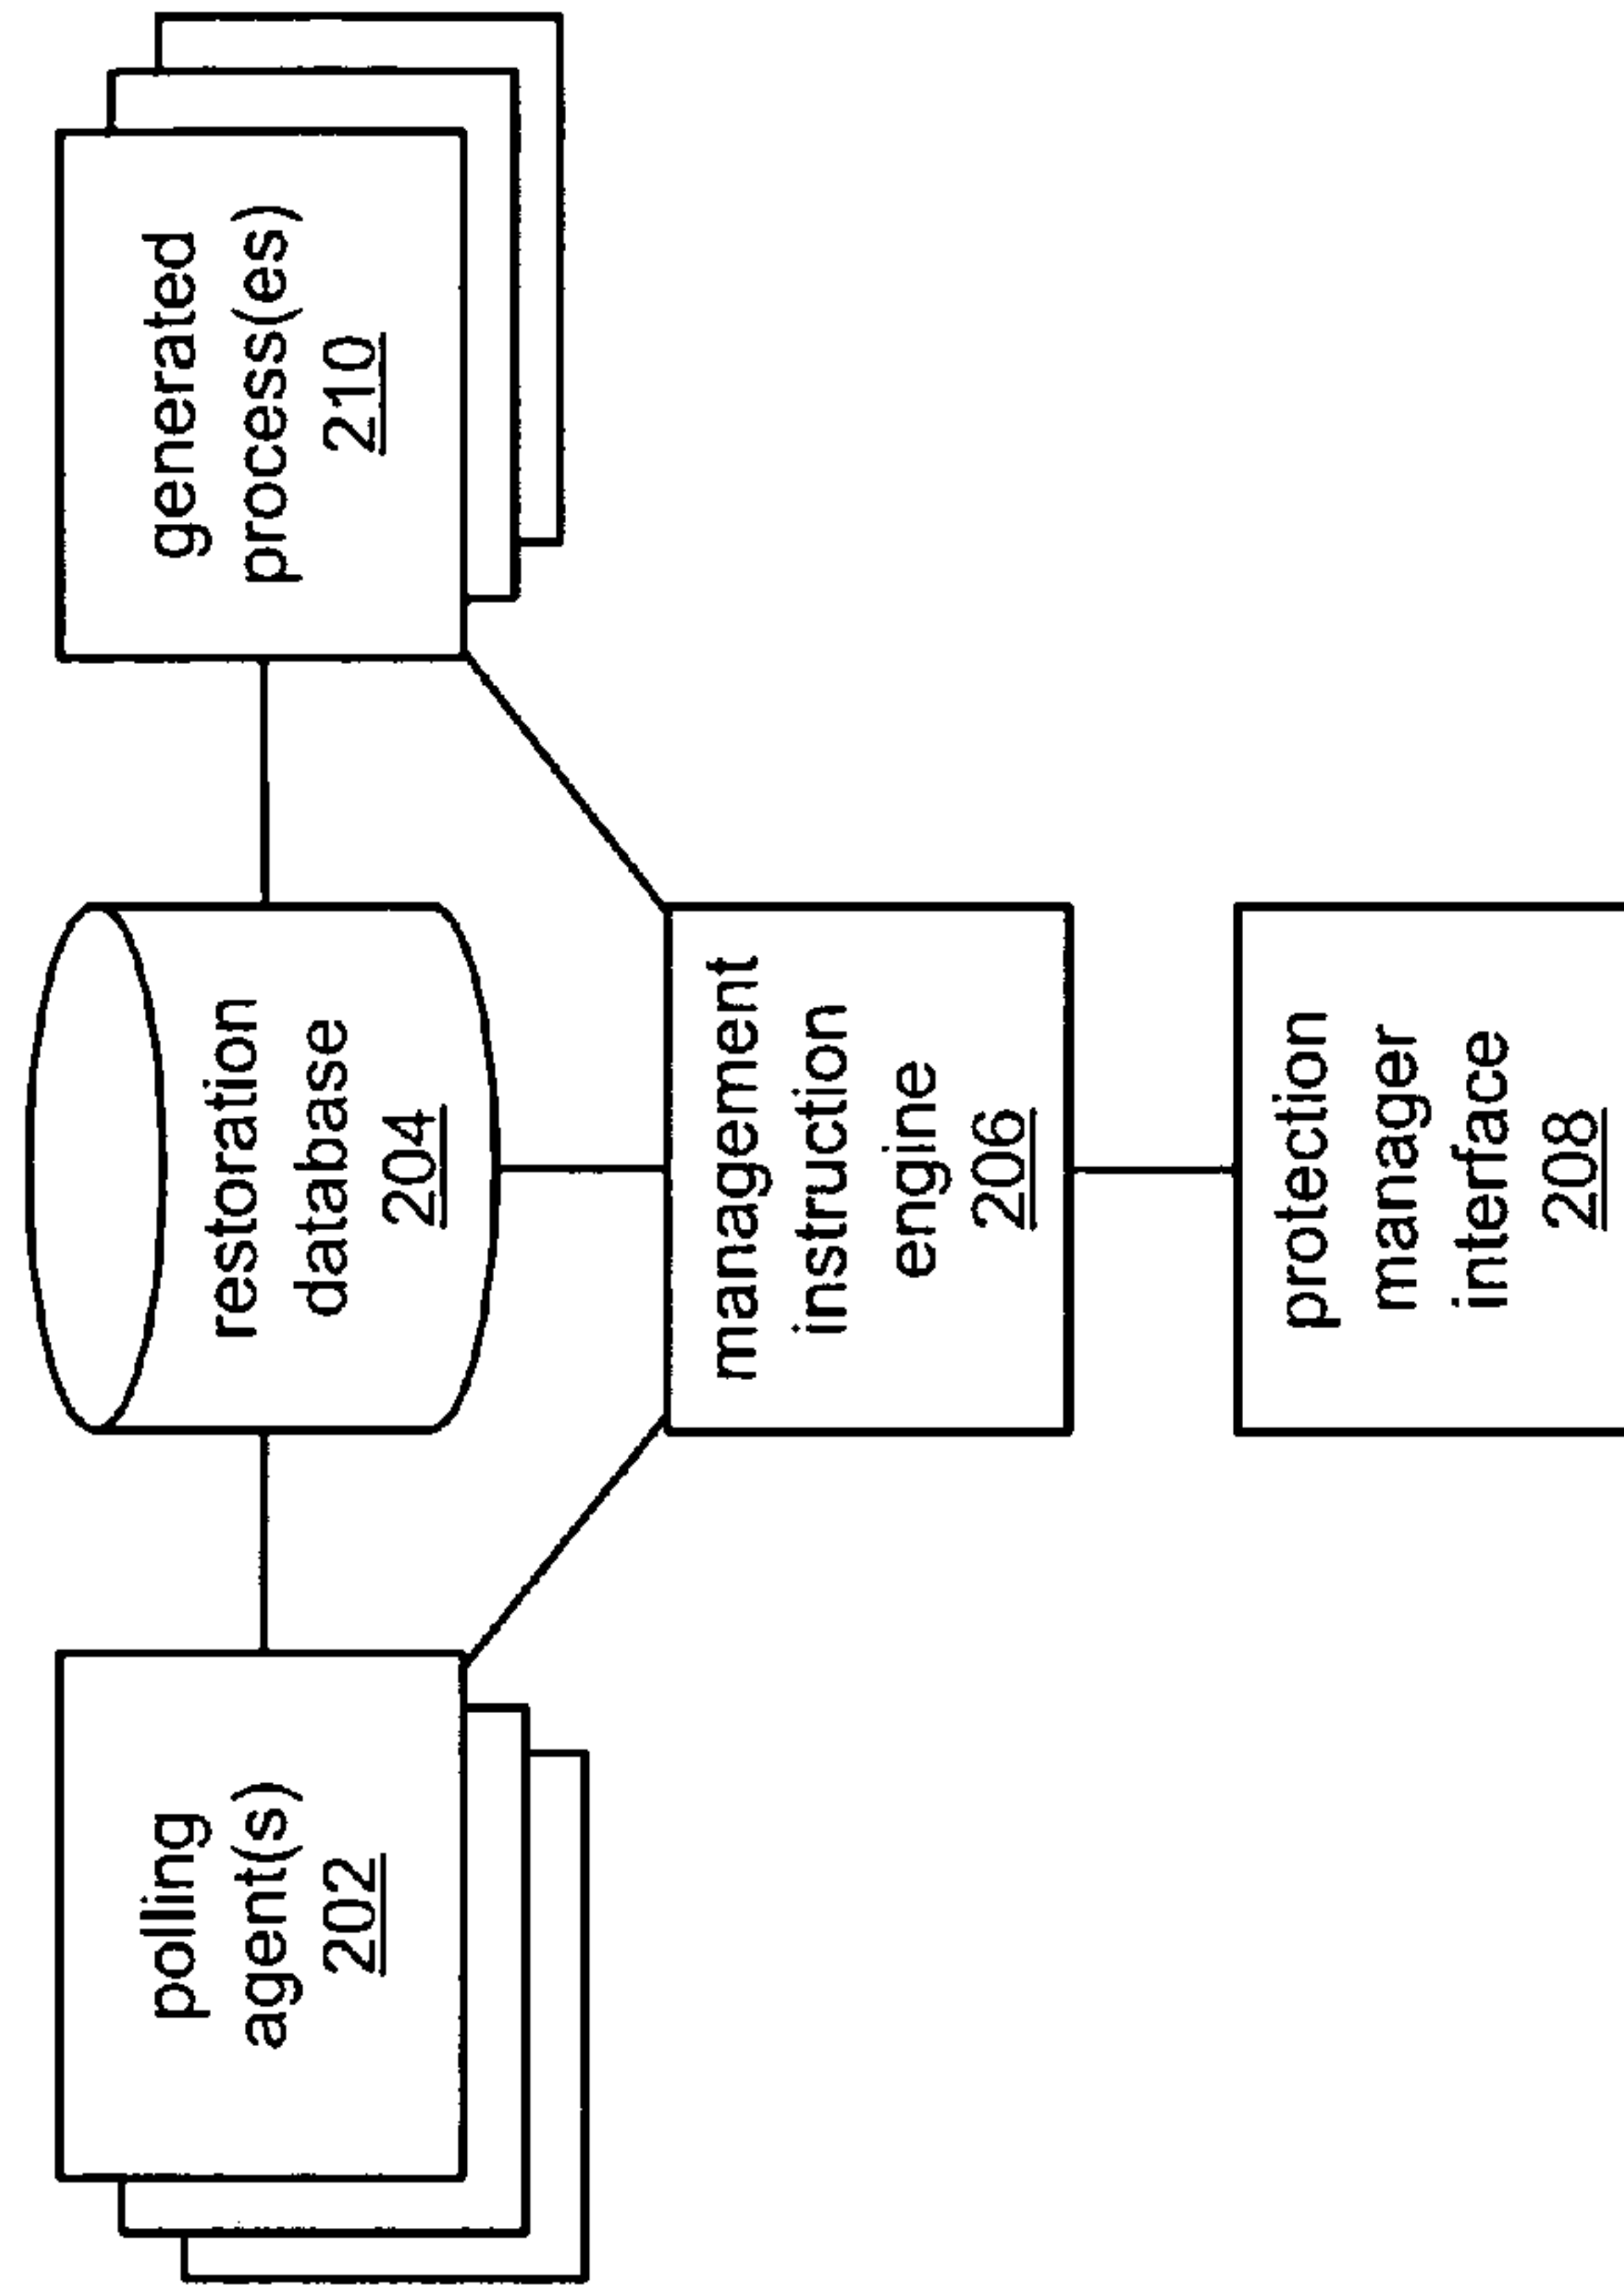 polling
agent(s)
202
restoration
database
204
generated
process(es)
210
management
instruction
engine
206
protection
manager
interface
208